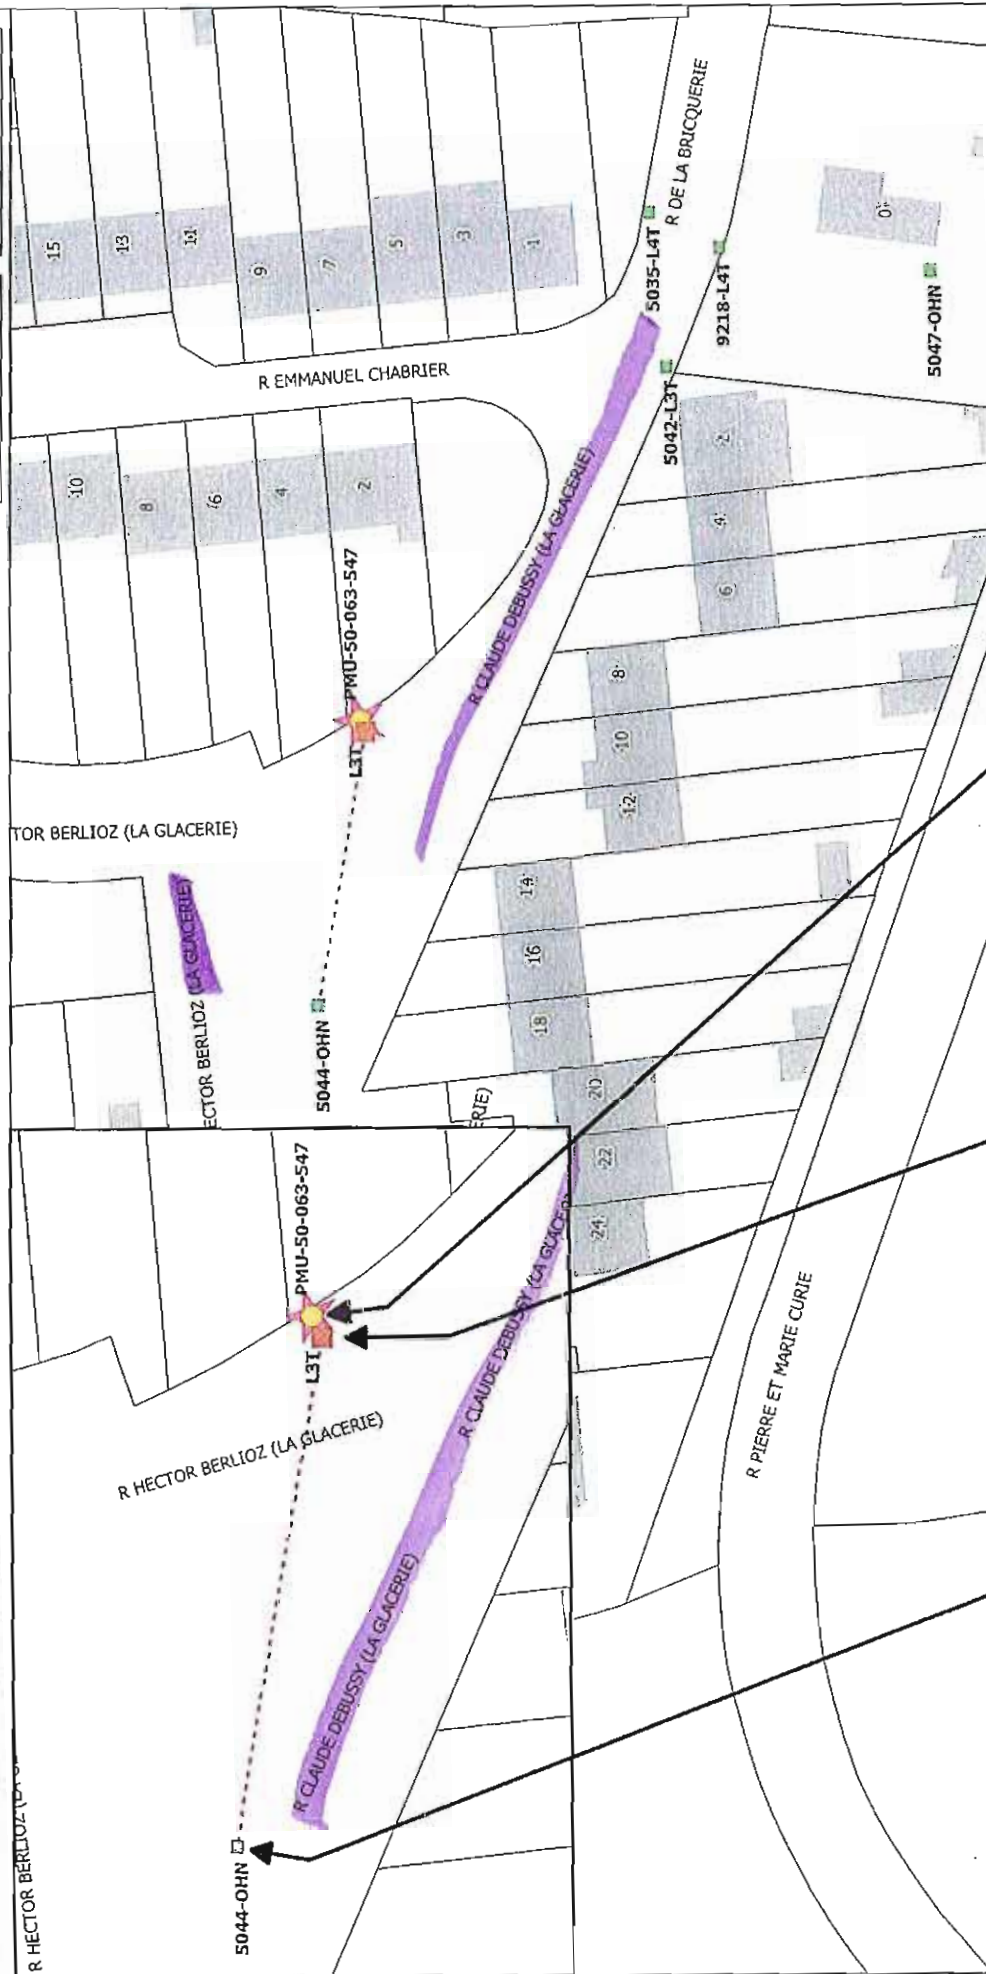 15
13
11
9
7
5
3
1
R EMMANUEL CHABRIER
R DE LA BRICQUERIE
5035-L4T
9218-L4T
5042-L3T
5047-OHN
0
10
8
6
4
2
PMU-50-063-547
L3T
R CLAUDE DEBUSSY (LA GLACERIE)
TOR BERLIOZ (LA GLACERIE)
ECTOR BERLIOZ (LA GLACERIE)
5044-OHN
ERIE)
2
4
6
8
10
12
14
16
18
20
22
24
R PIERRE ET MARIE CURIE
PMU-50-063-547
L3T
R HECTOR BERLIOZ (LA GLACERIE)
R CLAUDE DEBUSSY (LA GLACER
R CLAUDE DEBUSSY (LA GLACERIE)
5044-OHN
R HECTOR BERLIOZ (LA G